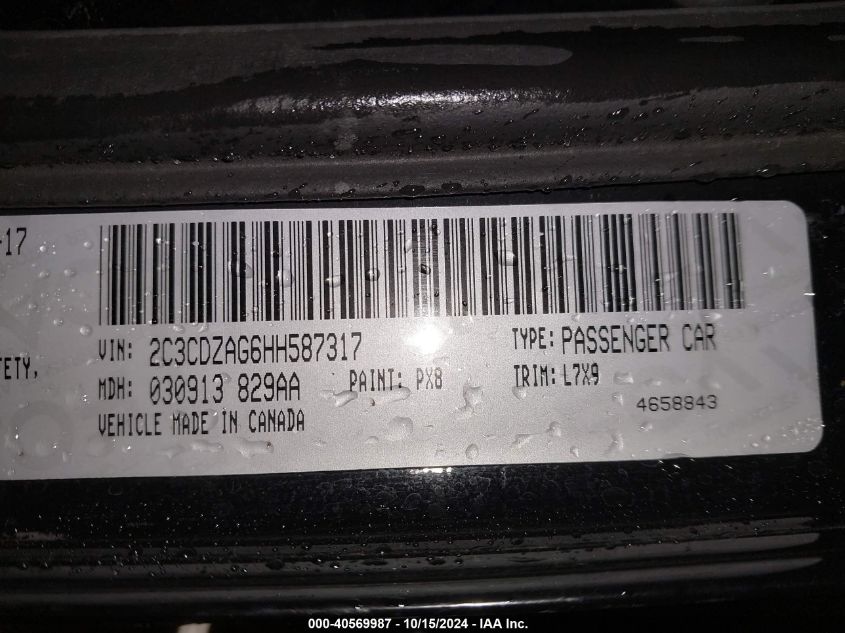 -17
VIN: 2C3CDZAG6HH587317
TYPE: PASSENGER CAR
ETY,
MDH: 030913 829AA
PAINT: PX8
TRIM: L7X9
VEHICLE MADE IN CANADA
4658843
000-40569987 - 10/15/2024 - IAA Inc.